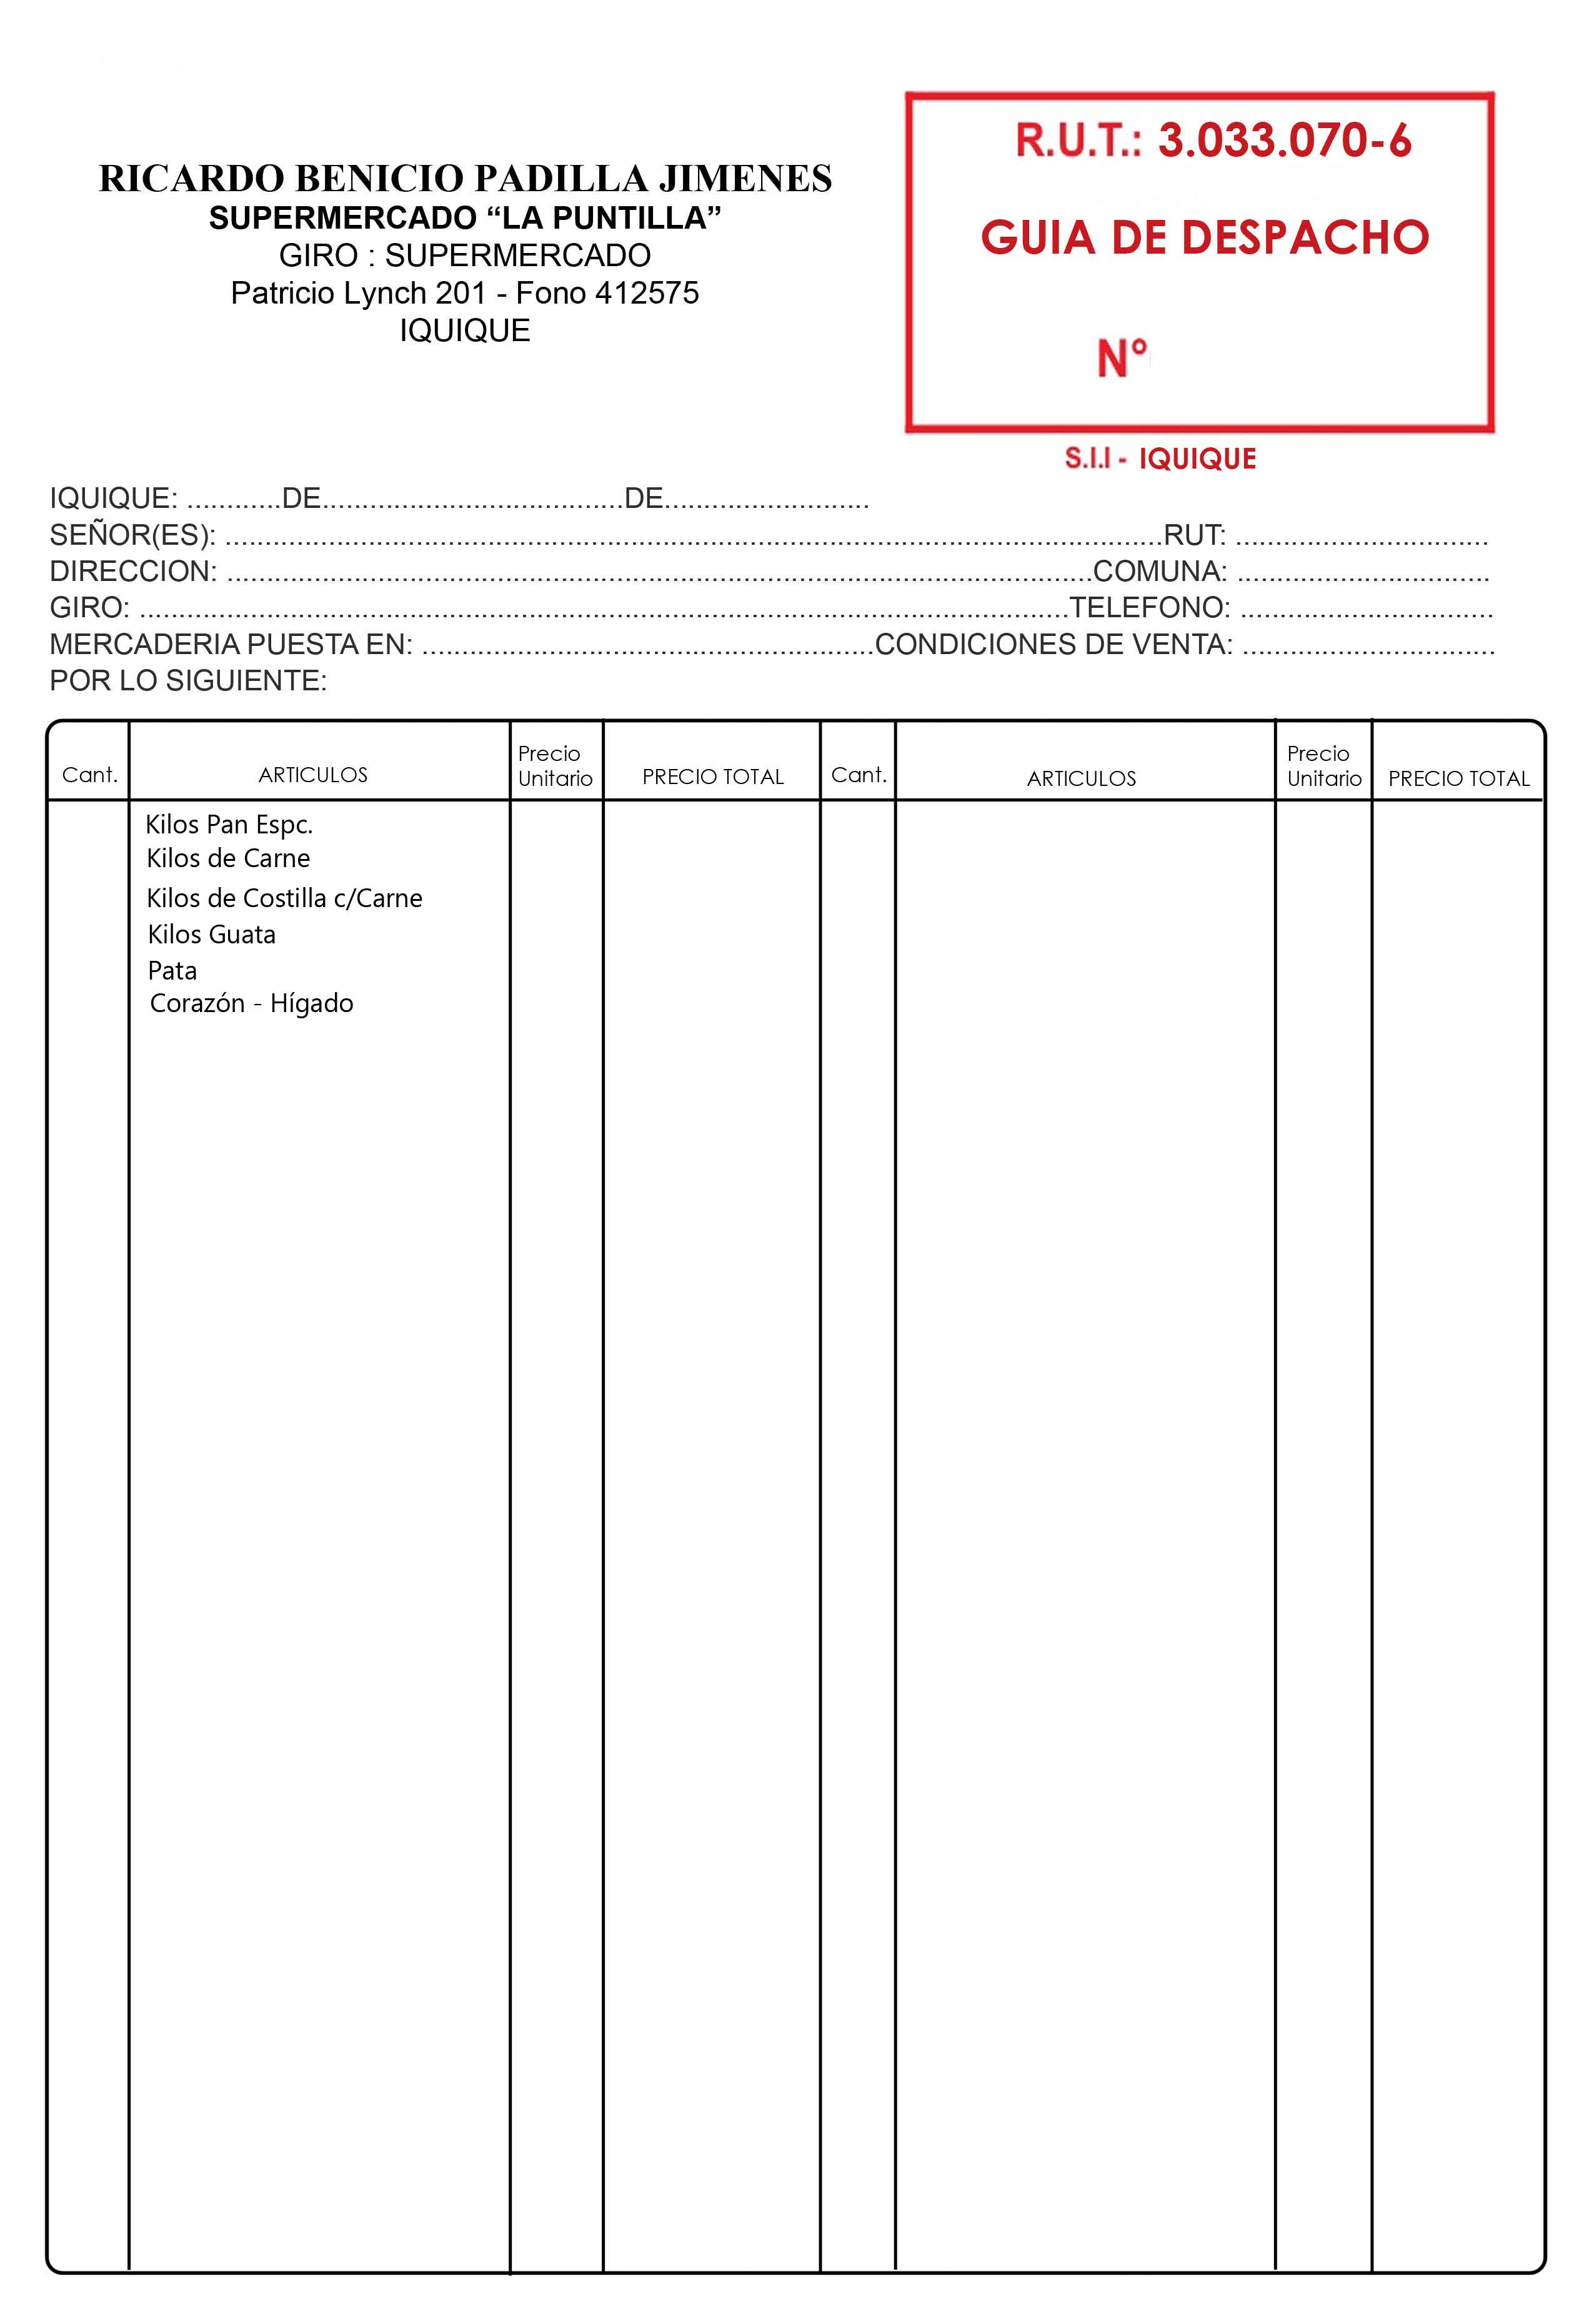 RICARDO BENICIO PADILLA JIMENES
SUPERMERCADO “LA PUNTILLA”
GIRO : SUPERMERCADO
Patricio Lynch 201 - Fono 412575
IQUIQUE
R.U.T.: 3.033.070-6
GUIA DE DESPACHO
N°
S.I.I - IQUIQUE
IQUIQUE: ............DE......................................DE..........................
SEÑOR(ES): ......................................................................................................................RUT: ................................
DIRECCION: .............................................................................................................COMUNA: ................................
GIRO: .....................................................................................................................TELEFONO: ................................
MERCADERIA PUESTA EN: .........................................................CONDICIONES DE VENTA: ................................
POR LO SIGUIENTE:
Cant. ARTICULOS Precio Unitario PRECIO TOTAL Cant. ARTICULOS Precio Unitario PRECIO TOTAL
Kilos Pan Espc.
Kilos de Carne
Kilos de Costilla c/Carne
Kilos Guata
Pata
Corazón - Hígado